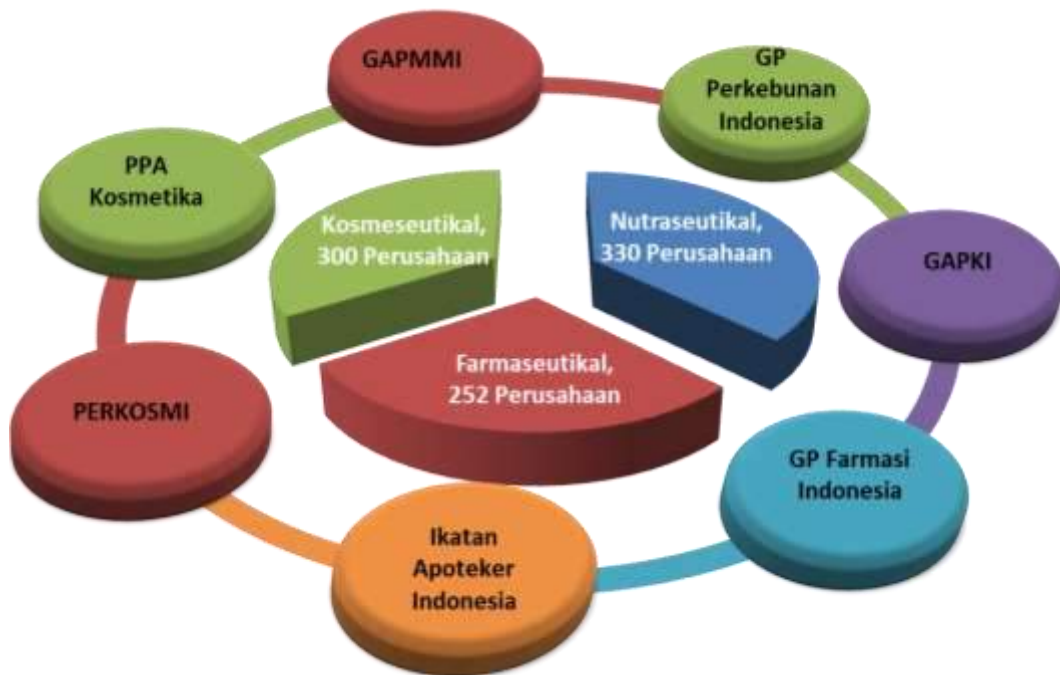 GAPMMI
GP
Perkebunan
Indonesia
PPA
Kosmetika
Kosmeseutikal,
300 Perusahaan
Nutraseutikal,
330 Perusahaan
GAPKI
Farmaseutikal,
252 Perusahaan
PERKOSMI
GP Farmasi
Indonesia
Ikatan
Apoteker
Indonesia